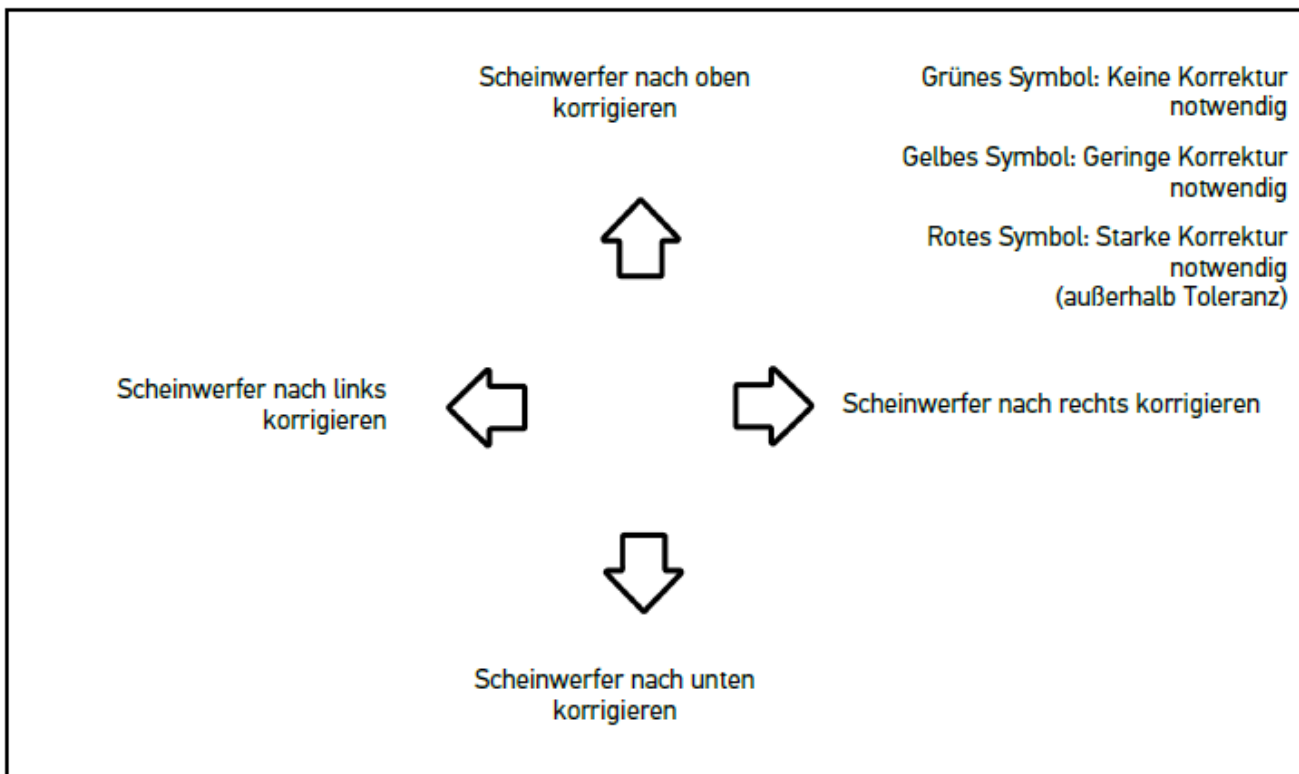 Scheinwerfer nach oben
korrigieren
Grünes Symbol: Keine Korrektur
notwendig
Gelbes Symbol: Geringe Korrektur
notwendig
Rotes Symbol: Starke Korrektur
notwendig
(außerhalb Toleranz)
Scheinwerfer nach links
korrigieren
Scheinwerfer nach rechts korrigieren
Scheinwerfer nach unten
korrigieren